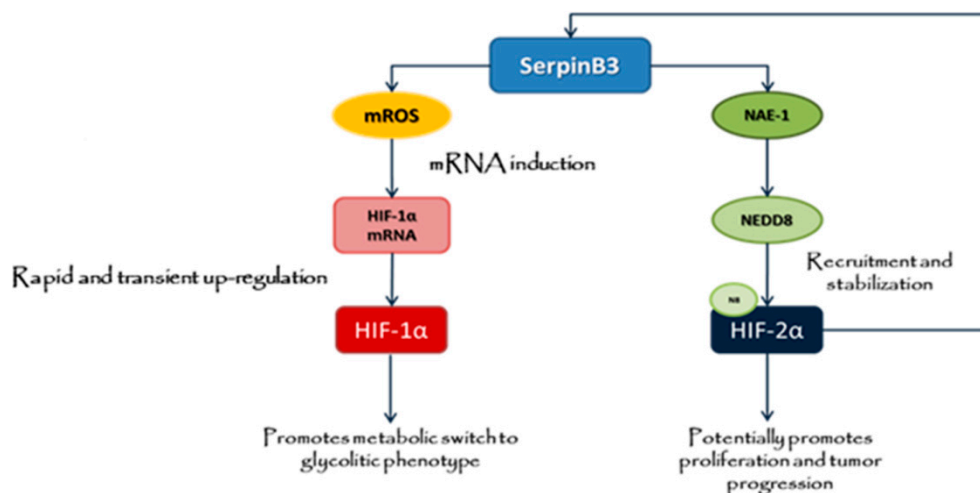 SerpinB3
mROS
NAE-1
mRNA induction
HIF-1α
mRNA
NEDD8
Rapid and transient up-regulation
Recruitment and
stabilization
N8
HIF-1α
HIF-2α
Promotes metabolic switch to
glycolitic phenotype
Potentially promotes
proliferation and tumor
progression